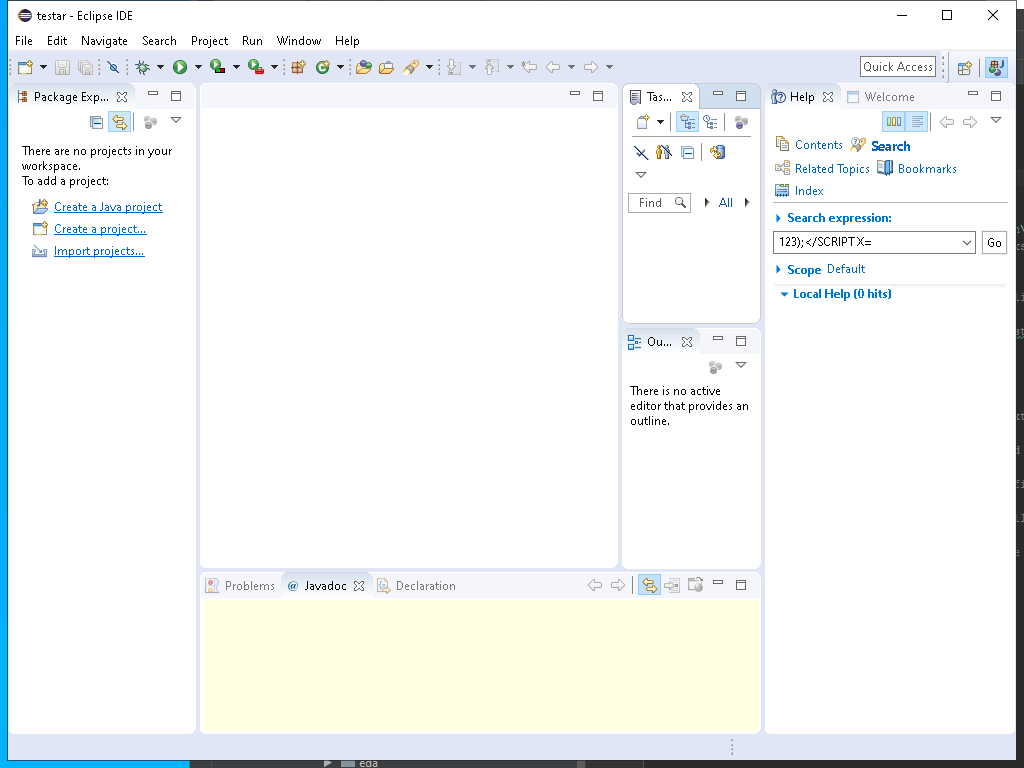 testar - Eclipse IDE
File Edit Navigate Search Project Run Window Help
Quick Access
Package Exp...
There are no projects in your
workspace.
To add a project:
Create a Java project
Create a project...
Import projects...
Tas...
Find
All
Ou...
There is no active
editor that provides an
outline.
Help
Welcome
Contents
Search
Related Topics
Bookmarks
Index
Search expression:
123);</SCRIPTX=
Go
Scope Default
Local Help (0 hits)
Problems
@ Javadoc
Declaration
eda